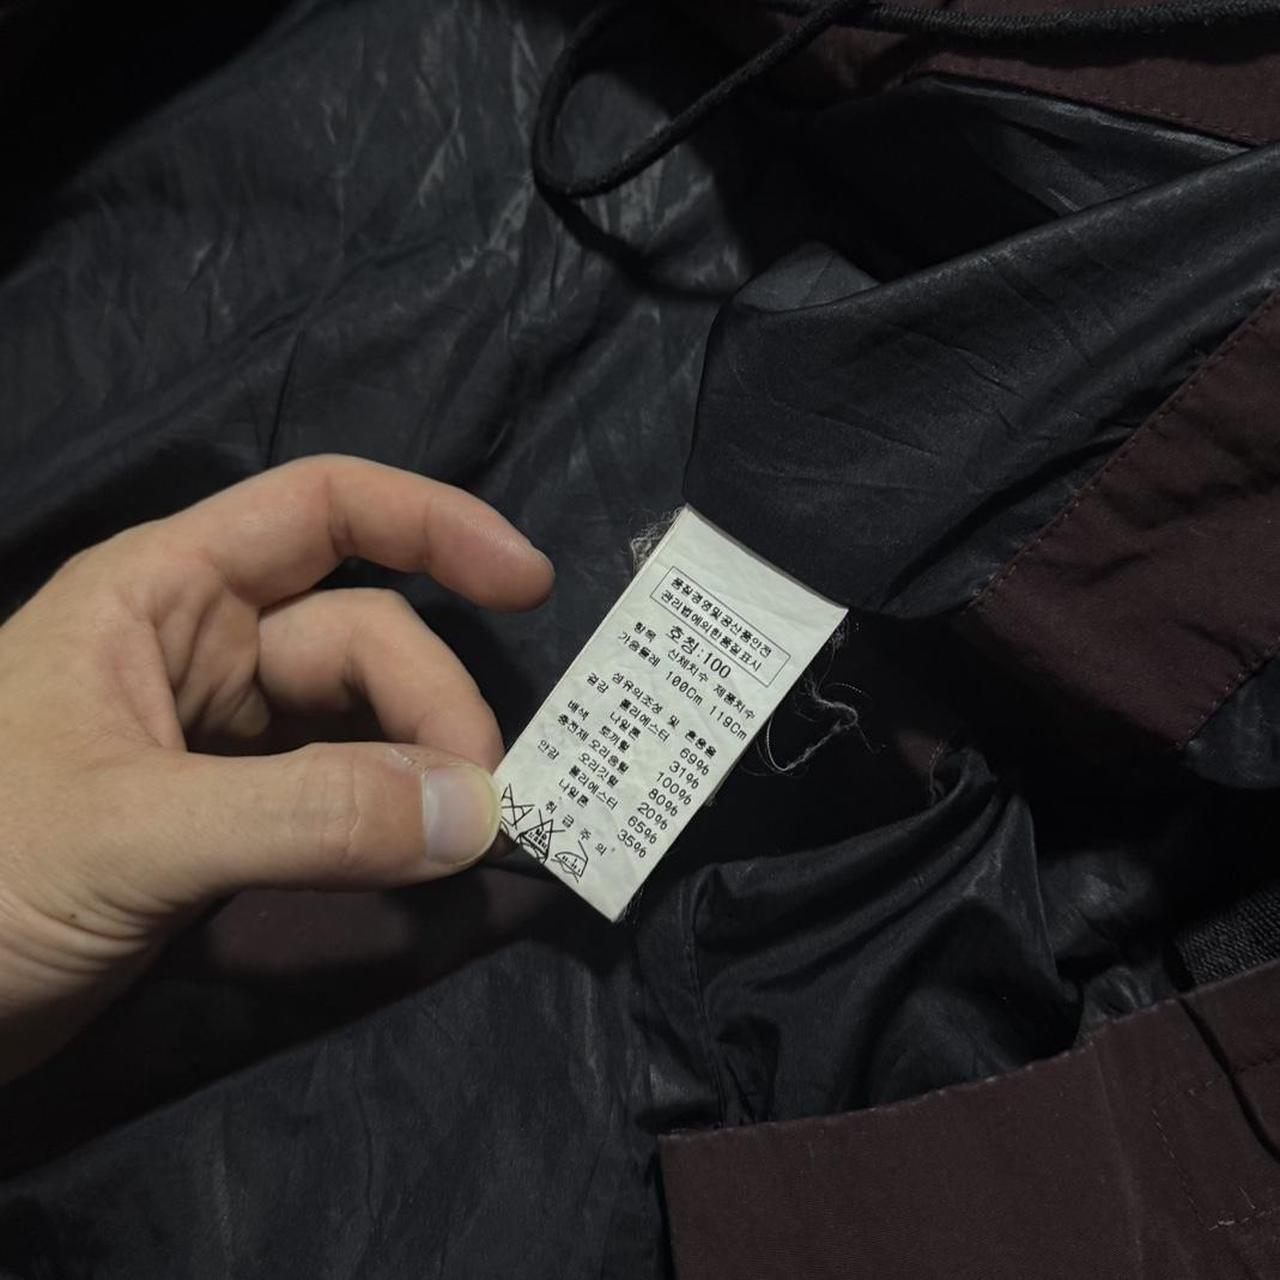 품질경영및공산품안전
관리법에의한품질표시
호칭:100
항목 신체치수 제품치수
가슴둘레 100Cm 119Cm
섬유의조성 및 혼용율
겉감 폴리에스터 69%
나일론 31%
배색 토끼털 100%
충전재 오리솜털 80%
오리깃털 20%
안감 폴리에스터 65%
나일론 35%
취 급 주 의